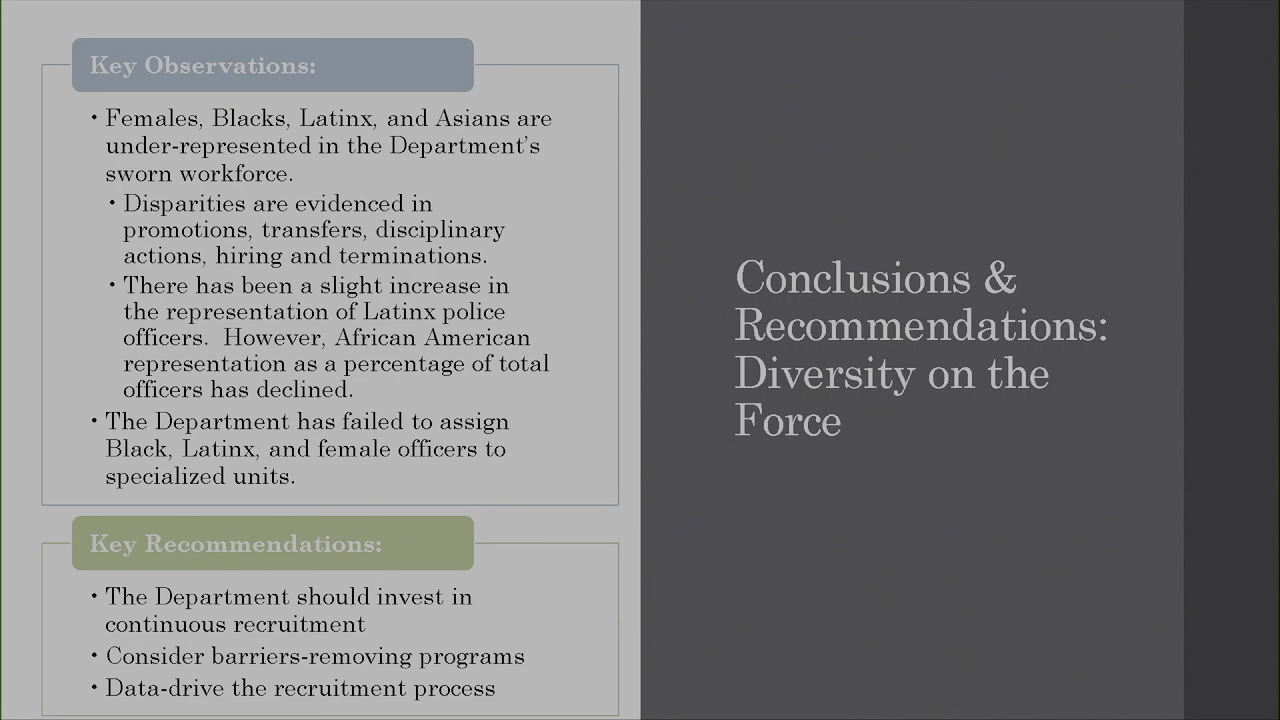 Key Observations:
• Females, Blacks, Latinx, and Asians are
under-represented in the Department's
sworn workforce.
• Disparities are evidenced in
promotions, transfers, disciplinary
actions, hiring and terminations.
• There has been a slight increase in
the representation of Latinx police
officers.  However, African American
representation as a percentage of total
officers has declined.
• The Department has failed to assign
Black, Latinx, and female officers to
specialized units.
Key Recommendations:
• The Department should invest in
continuous recruitment
• Consider barriers-removing programs
• Data-drive the recruitment process
Conclusions &
Recommendations:
Diversity on the
Force